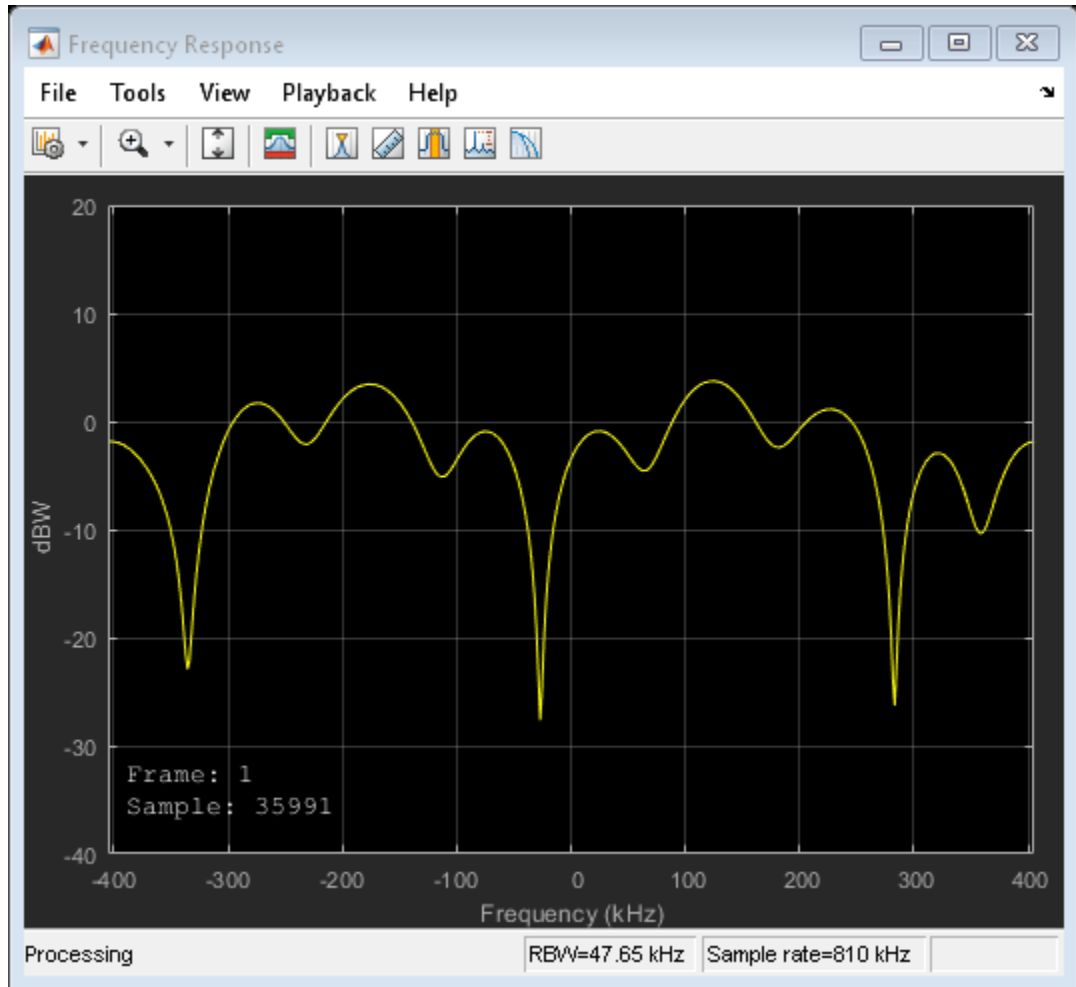 Frequency Response
File Tools View Playback Help
20
10
0
-10
-20
-30
-40
dBW
Frame: 1
Sample: 35991
-400 -300 -200 -100 0 100 200 300 400
Frequency (kHz)
Processing RBW=47.65 kHz Sample rate=810 kHz